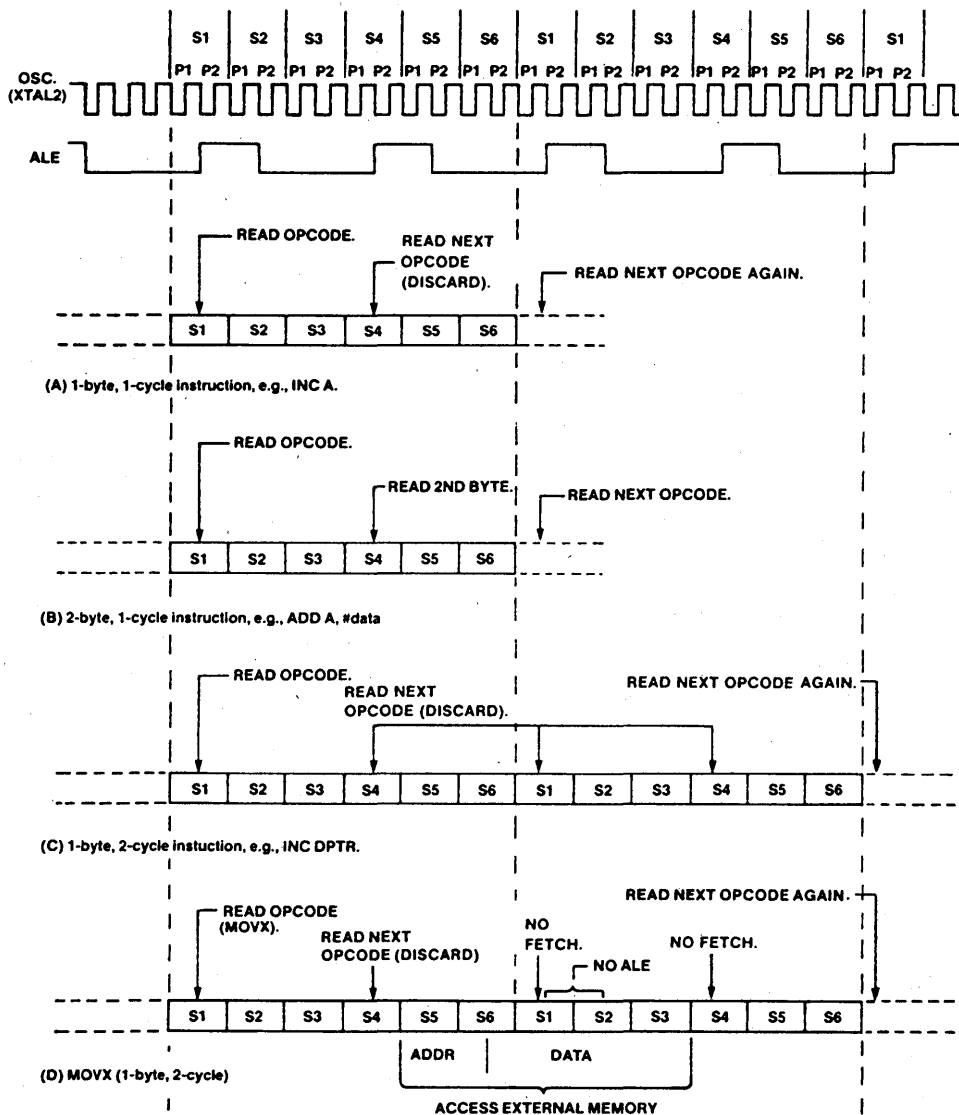 S1 S2 S3 S4 S5 S6 S1 S2 S3 S4 S5 S6 S1
P1 P2 P1 P2 P1 P2 P1 P2 P1 P2 P1 P2 P1 P2 P1 P2 P1 P2 P1 P2 P1 P2 P1 P2 P1 P2
OSC.
(XTAL2)
ALE
READ OPCODE.
READ NEXT
OPCODE
(DISCARD).
READ NEXT OPCODE AGAIN.
S1 S2 S3 S4 S5 S6
(A) 1-byte, 1-cycle instruction, e.g., INC A.
READ OPCODE.
READ 2ND BYTE.
READ NEXT OPCODE.
S1 S2 S3 S4 S5 S6
(B) 2-byte, 1-cycle instruction, e.g., ADD A, #data
READ OPCODE.
READ NEXT
OPCODE (DISCARD).
READ NEXT OPCODE AGAIN.
S1 S2 S3 S4 S5 S6 S1 S2 S3 S4 S5 S6
(C) 1-byte, 2-cycle instuction, e.g., INC DPTR.
READ OPCODE
(MOVX).
READ NEXT
OPCODE (DISCARD)
NO
FETCH.
NO ALE
NO FETCH.
READ NEXT OPCODE AGAIN.
S1 S2 S3 S4 S5 S6 S1 S2 S3 S4 S5 S6
ADDR DATA
(D) MOVX (1-byte, 2-cycle)
ACCESS EXTERNAL MEMORY